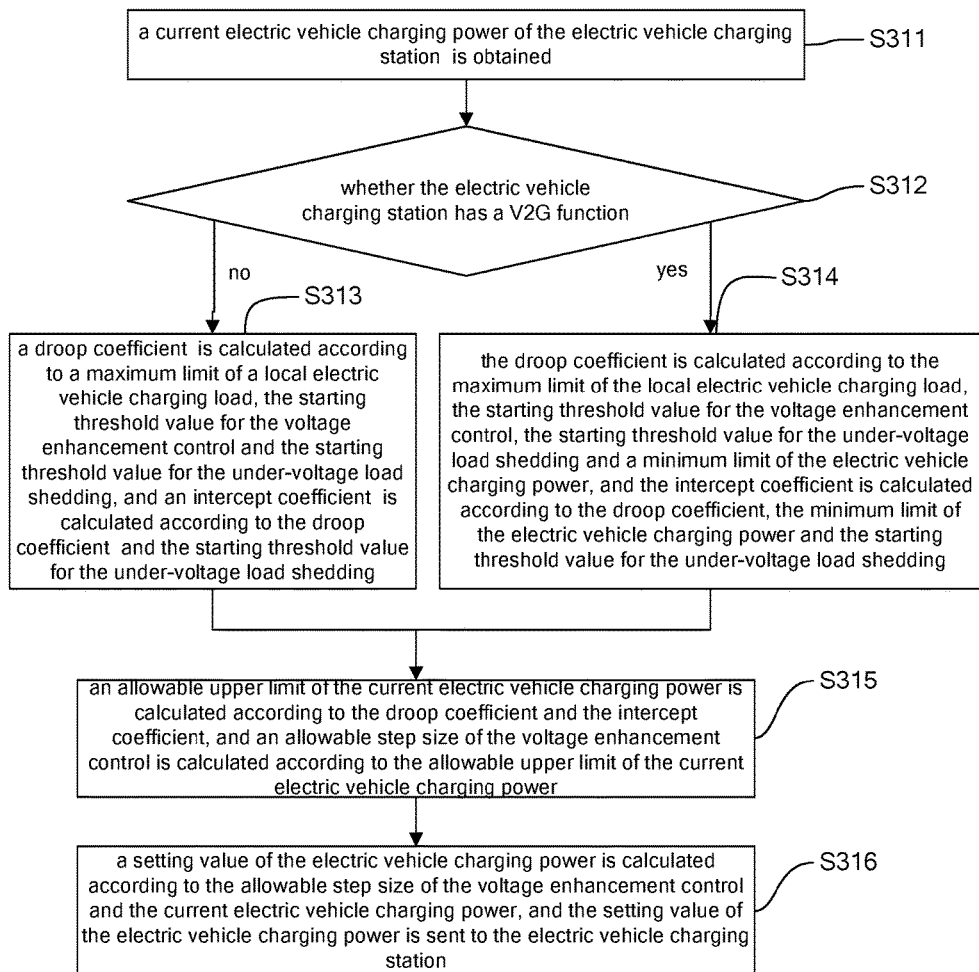 a current electric vehicle charging power of the electric vehicle charging
station is obtained
S311
whether the electric vehicle
charging station has a V2G function
S312
no
yes
S313
S314
a droop coefficient is calculated according
to a maximum limit of a local electric
vehicle charging load, the starting
threshold value for the voltage
enhancement control and the starting
threshold value for the under-voltage load
shedding, and an intercept coefficient is
calculated according to the droop
coefficient and the starting threshold value
for the under-voltage load shedding
the droop coefficient is calculated according to the
maximum limit of the local electric vehicle charging load,
the starting threshold value for the voltage enhancement
control, the starting threshold value for the under-voltage
load shedding and a minimum limit of the electric vehicle
charging power, and the intercept coefficient is calculated
according to the droop coefficient, the minimum limit of
the electric vehicle charging power and the starting
threshold value for the under-voltage load shedding
an allowable upper limit of the current electric vehicle charging power is
calculated according to the droop coefficient and the intercept
coefficient, and an allowable step size of the voltage enhancement
control is calculated according to the allowable upper limit of the current
electric vehicle charging power
S315
a setting value of the electric vehicle charging power is calculated
according to the allowable step size of the voltage enhancement control
and the current electric vehicle charging power, and the setting value of
the electric vehicle charging power is sent to the electric vehicle charging
station
S316